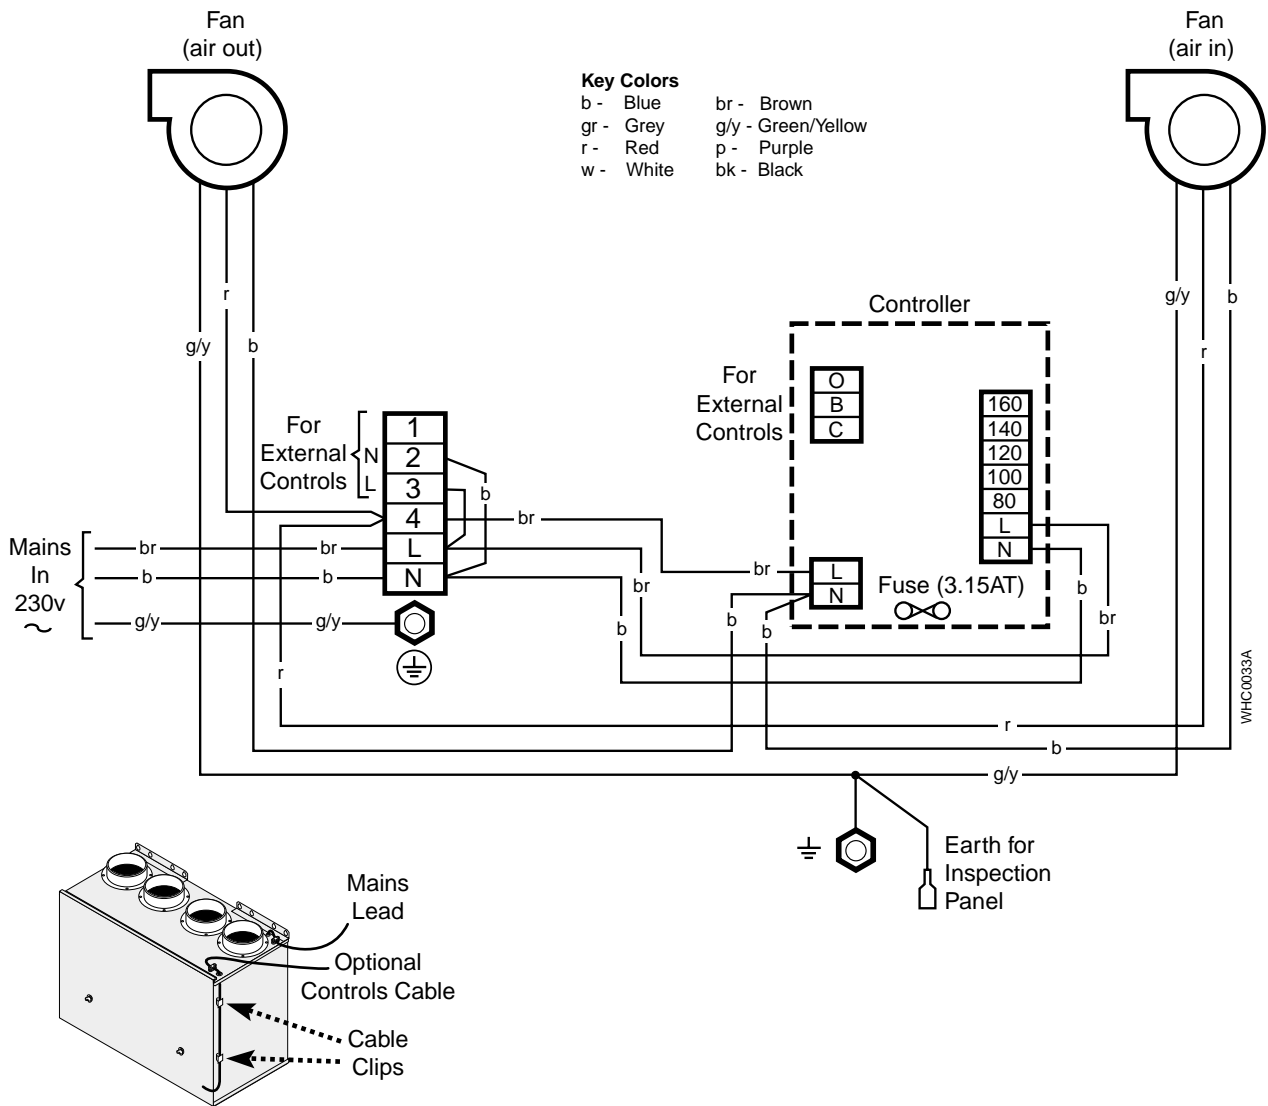 Fan
(air out)
Fan
(air in)
Key Colors
b - Blue br - Brown
gr - Grey g/y - Green/Yellow
r - Red p - Purple
w - White bk - Black
r
g/y b
g/y b
r
Controller
For
External
Controls
O
B
C
160
140
120
100
80
L
N
For
External
Controls
N
L
1
2
3
4
L
N
b
br
Mains
In
230v
br br
b b
g/y g/y
br
L
N
Fuse (3.15AT)
br
b
b
b
b
br
r
WHC0033A
r
b
g/y
Earth for
Inspection
Panel
Mains
Lead
Optional
Controls Cable
Cable
Clips